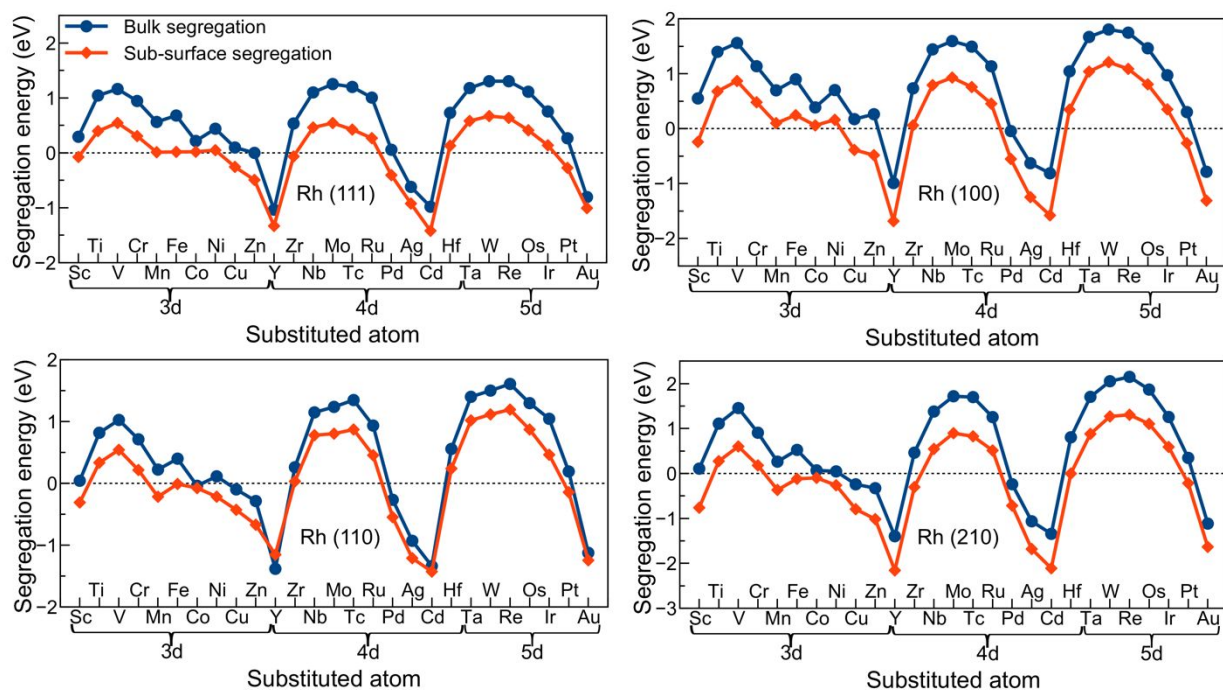 Segregation energy (eV)
2
1
0
−1
−2
Bulk segregation
Sub-surface segregation
Rh (111)
Ti Cr Fe Ni Zn Zr Mo Ru Ag Hf W Os Pt
Sc V Mn Co Cu Y Nb Tc Pd Cd Ta Re Ir Au
3d 4d 5d
Substituted atom
Segregation energy (eV)
2
1
0
−1
−2
Rh (100)
Ti Cr Fe Ni Zn Zr Mo Ru Ag Hf W Os Pt
Sc V Mn Co Cu Y Nb Tc Pd Cd Ta Re Ir Au
3d 4d 5d
Substituted atom
Segregation energy (eV)
2
1
0
−1
−2
Rh (110)
Ti Cr Fe Ni Zn Zr Mo Ru Ag Hf W Os Pt
Sc V Mn Co Cu Y Nb Tc Pd Cd Ta Re Ir Au
3d 4d 5d
Substituted atom
Segregation energy (eV)
2
1
0
−1
−2
−3
Rh (210)
Ti Cr Fe Ni Zn Zr Mo Ru Ag Hf W Os Pt
Sc V Mn Co Cu Y Nb Tc Pd Cd Ta Re Ir Au
3d 4d 5d
Substituted atom